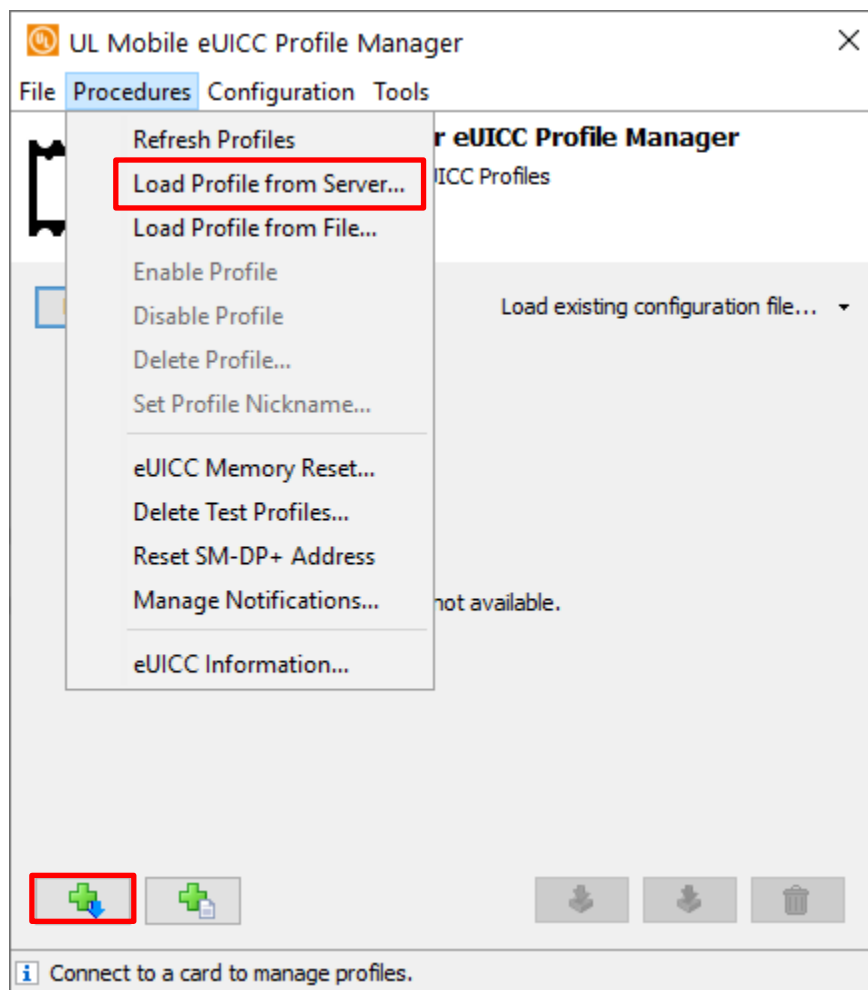 UL Mobile eUICC Profile Manager
File Procedures Configuration Tools
r eUICC Profile Manager
UICC Profiles
Refresh Profiles
Load Profile from Server...
Load Profile from File...
Enable Profile
Disable Profile
Delete Profile...
Set Profile Nickname...
eUICC Memory Reset...
Delete Test Profiles...
Reset SM-DP+ Address
Manage Notifications...
eUICC Information...
Load existing configuration file...
not available.
Connect to a card to manage profiles.